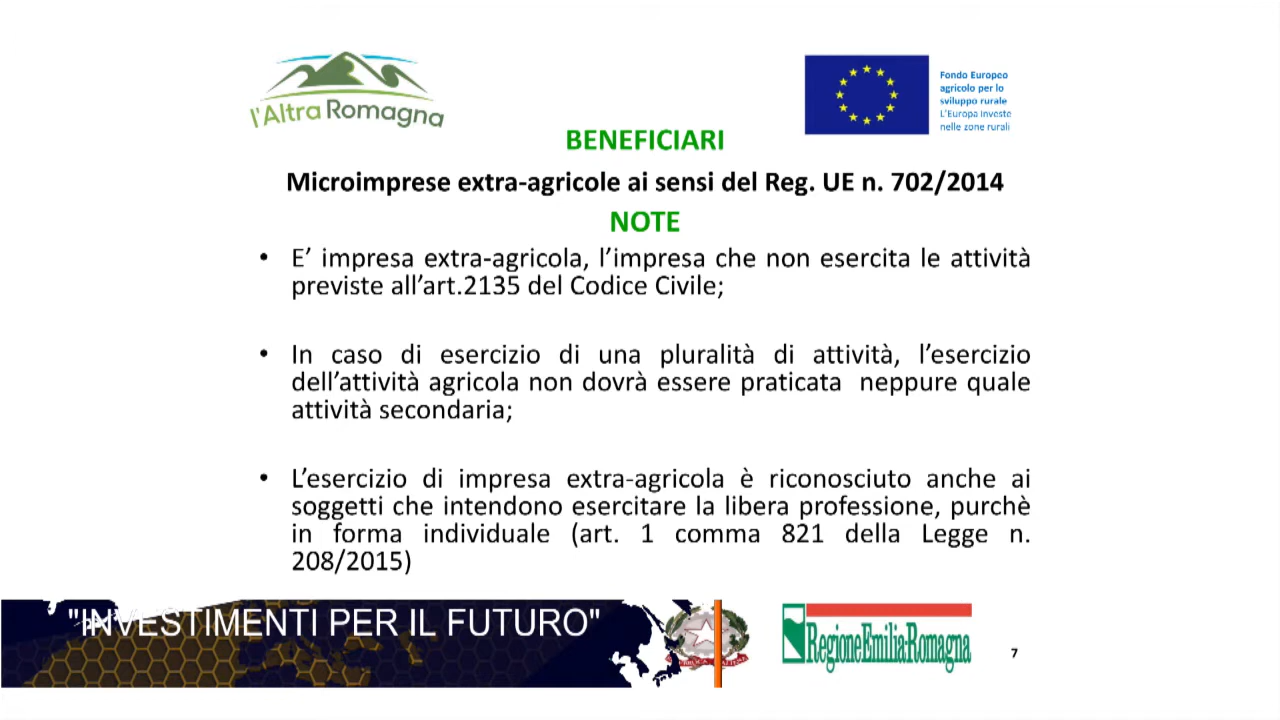 l'Altra Romagna
Fondo Europeo
agricolo per lo
sviluppo rurale
L'Europa investe
nelle zone rurali
BENEFICIARI
Microimprese extra-agricole ai sensi del Reg. UE n. 702/2014
NOTE
• E' impresa extra-agricola, l'impresa che non esercita le attività
previste all'art.2135 del Codice Civile;
• In caso di esercizio di una pluralità di attività, l'esercizio
dell'attività agricola non dovrà essere praticata neppure quale
attività secondaria;
• L'esercizio di impresa extra-agricola è riconosciuto anche ai
soggetti che intendono esercitare la libera professione, purchè
in forma individuale (art. 1 comma 821 della Legge n.
208/2015)
"INVESTIMENTI PER IL FUTURO"
RegioneEmilia-Romagna
7